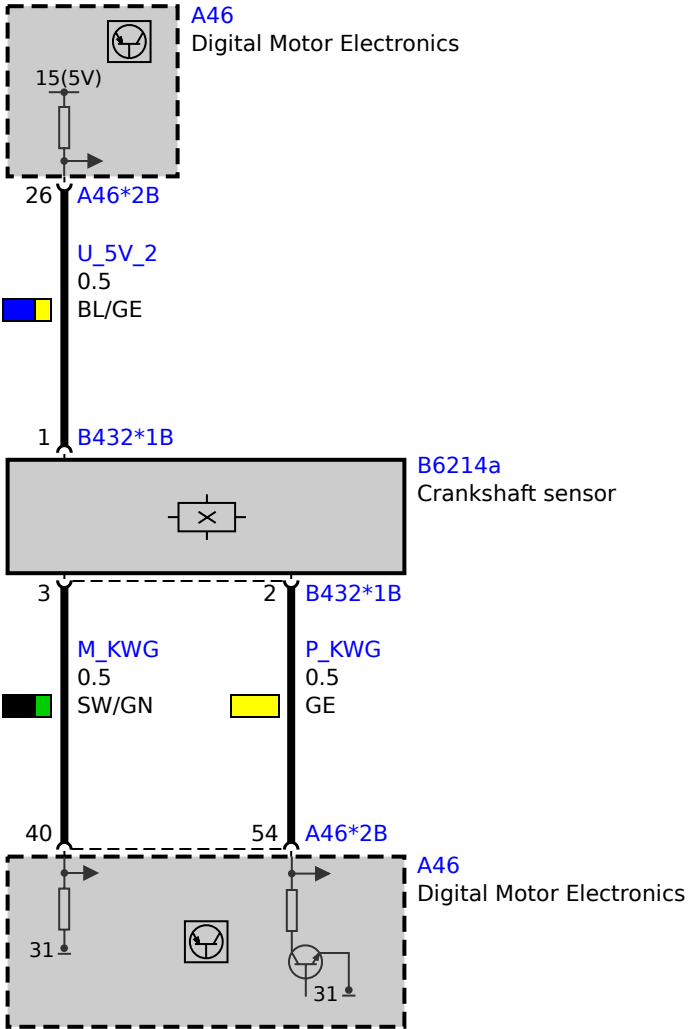 A46
Digital Motor Electronics
15(5V)
26 A46*2B
U_5V_2
0.5
BL/GE
1 B432*1B
B6214a
Crankshaft sensor
3 2 B432*1B
M_KWG P_KWG
0.5 0.5
SW/GN GE
40 54 A46*2B
A46
Digital Motor Electronics
31
31